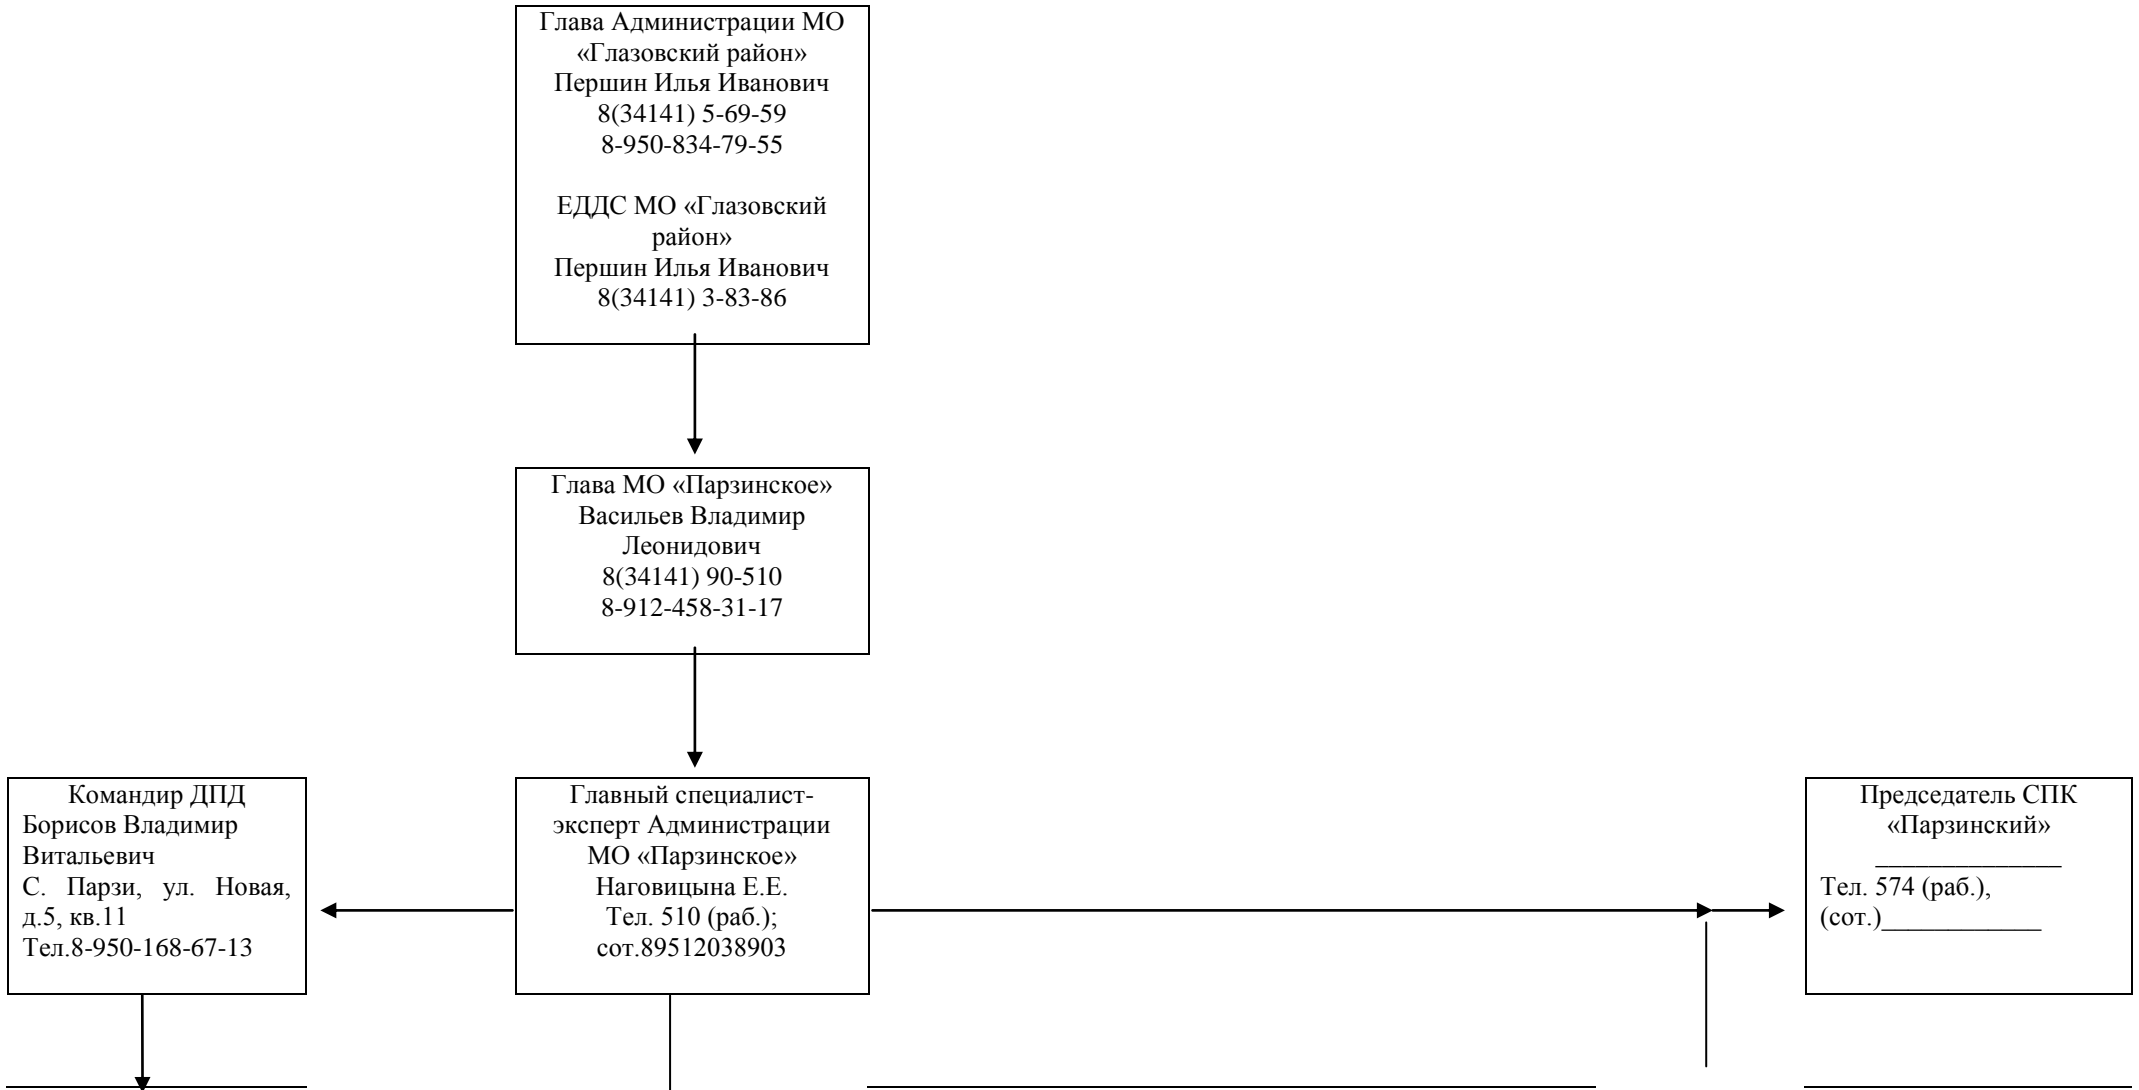 Глава Администрации МО
«Глазовский район»
Першин Илья Иванович
8(34141) 5-69-59
8-950-834-79-55
ЕДДС МО «Глазовский
район»
Першин Илья Иванович
8(34141) 3-83-86
Глава МО «Парзинское»
Васильев Владимир
Леонидович
8(34141) 90-510
8-912-458-31-17
Командир ДПД
Борисов Владимир
Витальевич
С. Парзи, ул. Новая,
д.5, кв.11
Тел.8-950-168-67-13
Главный специалист-
эксперт Администрации
МО «Парзинское»
Наговицына Е.Е.
Тел. 510 (раб.);
сот.89512038903
Председатель СПК
«Парзинский»
______________
Тел. 574 (раб.),
(сот.)____________